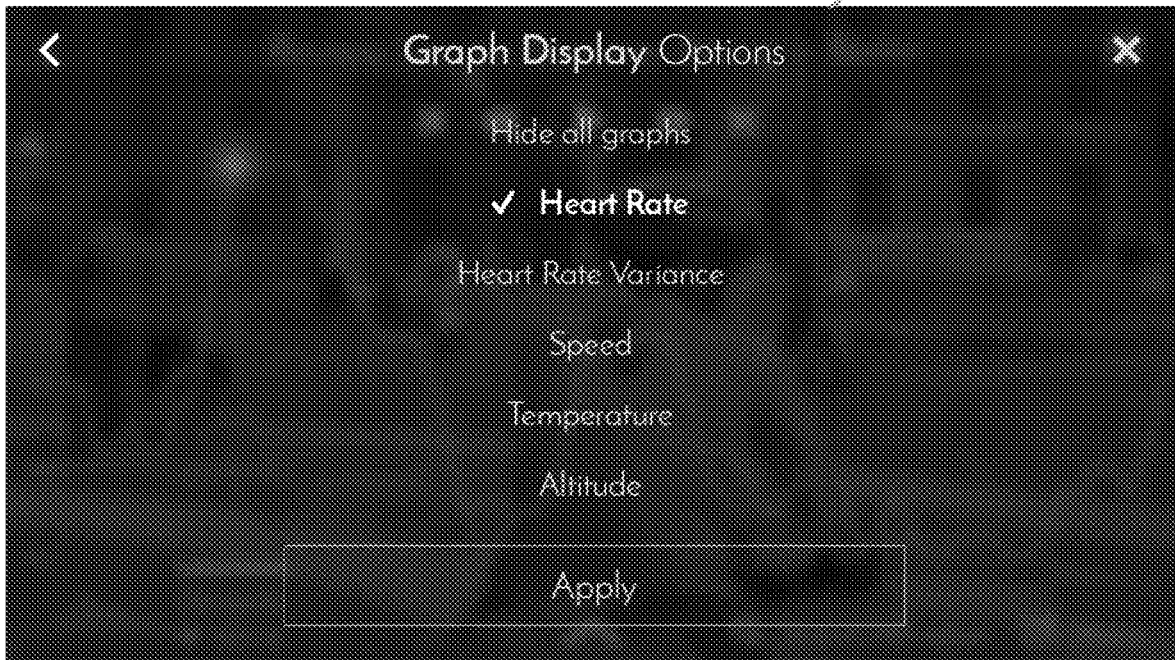 Graph Display Options
Hide all graphs
✓ Heart Rate
Heart Rate Variance
Speed
Temperature
Altitude
Apply